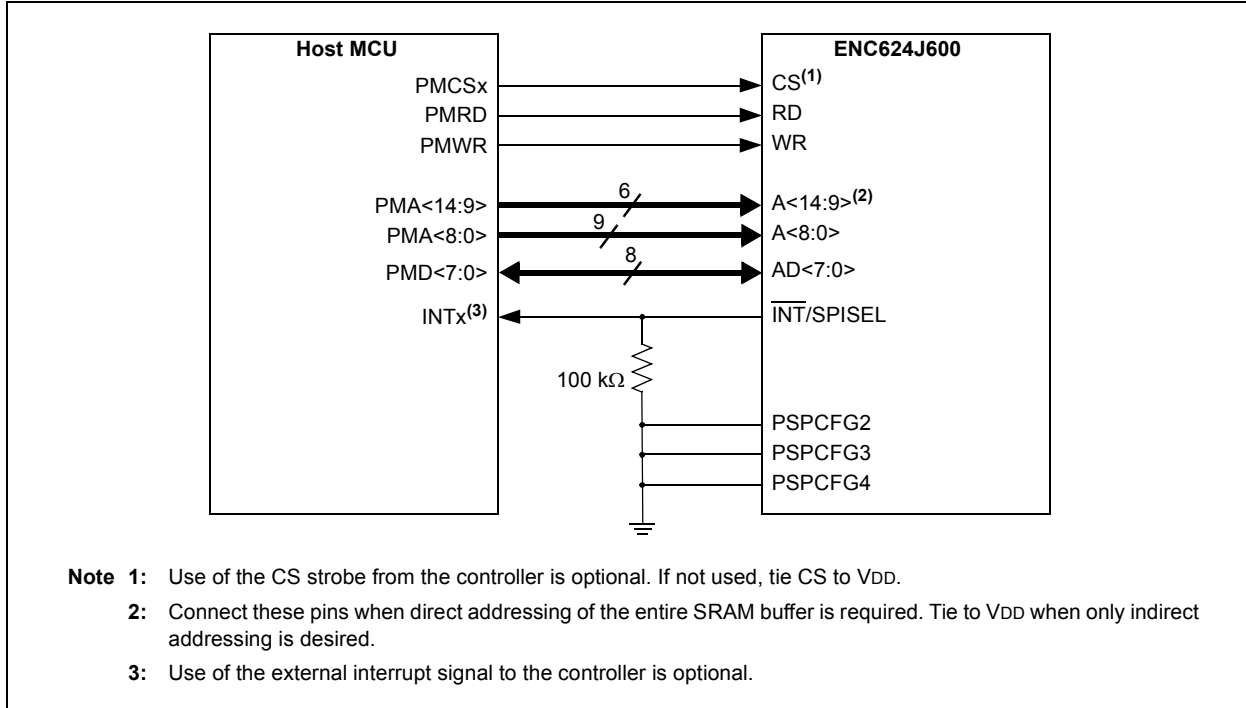 Host MCU
ENC624J600
PMCSx
CS(1)
PMRD
RD
PMWR
WR
PMA<14:9>
6
A<14:9>(2)
PMA<8:0>
9
A<8:0>
PMD<7:0>
8
AD<7:0>
INTx(3)
INT/SPISEL
100 kΩ
PSPCFG2
PSPCFG3
PSPCFG4
Note 1: Use of the CS strobe from the controller is optional. If not used, tie CS to VDD.
2: Connect these pins when direct addressing of the entire SRAM buffer is required. Tie to VDD when only indirect
addressing is desired.
3: Use of the external interrupt signal to the controller is optional.